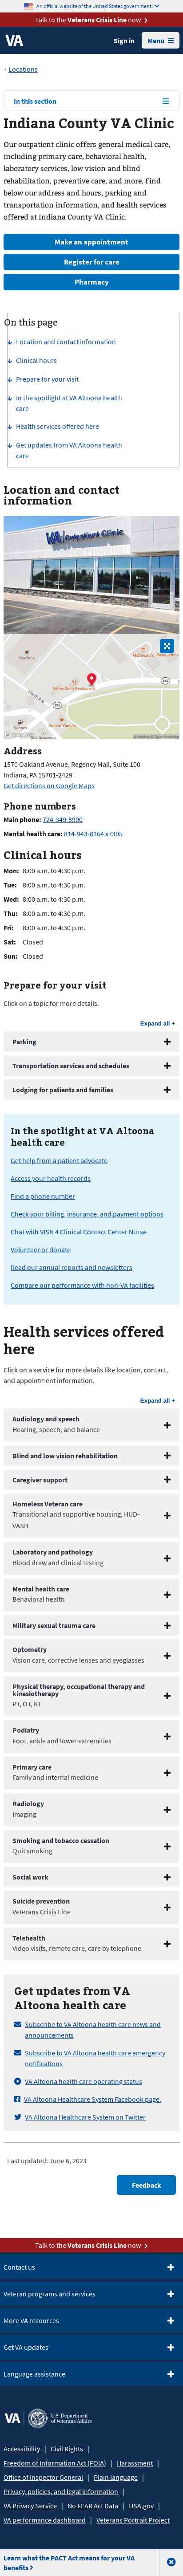 An official website of the United States government.
Talk to the Veterans Crisis Line now
VA
Sign in
Menu
Locations
In this section
Indiana County VA Clinic
Our outpatient clinic offers general medical care,
including eye care, behavioral health,
laboratory work, blindness and low vision
rehabilitation, preventive care, and more. Find
below our address and hours, parking and
transportation information, and the other
services offered at our Indiana County VA Clinic.
Make an appointment
Register for care
Pharmacy
On this page
Location and contact information
Clinical hours
Prepare for your visit
In the spotlight at VA Altoona health
care
Health services offered here
Get updates from VA Altoona health
care
Location and contact
information
VA Outpatient Clinic
Address
1570 Oakland Avenue, Regency Mall, Suite 100
Indiana, PA 15701-2429
Get directions on Google Maps
Phone numbers
Main phone: 724-349-8900
Mental health care: 814-943-8164 x7305
Clinical hours
Mon: 8:00 a.m. to 4:30 p.m.
Tue: 8:00 a.m. to 4:30 p.m.
Wed: 8:00 a.m. to 4:30 p.m.
Thu: 8:00 a.m. to 4:30 p.m.
Fri: 8:00 a.m. to 4:30 p.m.
Sat: Closed
Sun: Closed
Prepare for your visit
Click on a topic for more details.
Expand all +
Parking
Transportation services and schedules
Lodging for patients and families
In the spotlight at VA Altoona
health care
Get help from a patient advocate
Access your health records
Find a phone number
Check your billing, insurance, and payment options
Chat with VISN 4 Clinical Contact Center Nurse
Volunteer or donate
Read our annual reports and newsletters
Compare our performance with non-VA facilities
Health services offered
here
Click on a service for more details like location, contact,
and appointment information.
Expand all +
Audiology and speech
Hearing, speech, and balance
Blind and low vision rehabilitation
Caregiver support
Homeless Veteran care
Transitional and supportive housing, HUD-
VASH
Laboratory and pathology
Blood draw and clinical testing
Mental health care
Behavioral health
Military sexual trauma care
Optometry
Vision care, corrective lenses and eyeglasses
Physical therapy, occupational therapy and
kinesiotherapy
PT, OT, KT
Podiatry
Foot, ankle and lower extremities
Primary care
Family and internal medicine
Radiology
Imaging
Smoking and tobacco cessation
Quit smoking
Social work
Suicide prevention
Veterans Crisis Line
Telehealth
Video visits, remote care, care by telephone
Get updates from VA
Altoona health care
Subscribe to VA Altoona health care news and
announcements
Subscribe to VA Altoona health care emergency
notifications
VA Altoona health care operating status
VA Altoona Healthcare System Facebook page.
VA Altoona Healthcare System on Twitter
Last updated: June 6, 2023
Feedback
Talk to the Veterans Crisis Line now
Contact us
Veteran programs and services
More VA resources
Get VA updates
Language assistance
VA U.S. Department
of Veterans Affairs
Accessibility | Civil Rights |
Freedom of Information Act (FOIA) | Harassment |
Office of Inspector General | Plain language |
Privacy, policies, and legal information |
VA Privacy Service | No FEAR Act Data | USA.gov |
VA performance dashboard | Veterans Portrait Project
Learn what the PACT Act means for your VA
benefits